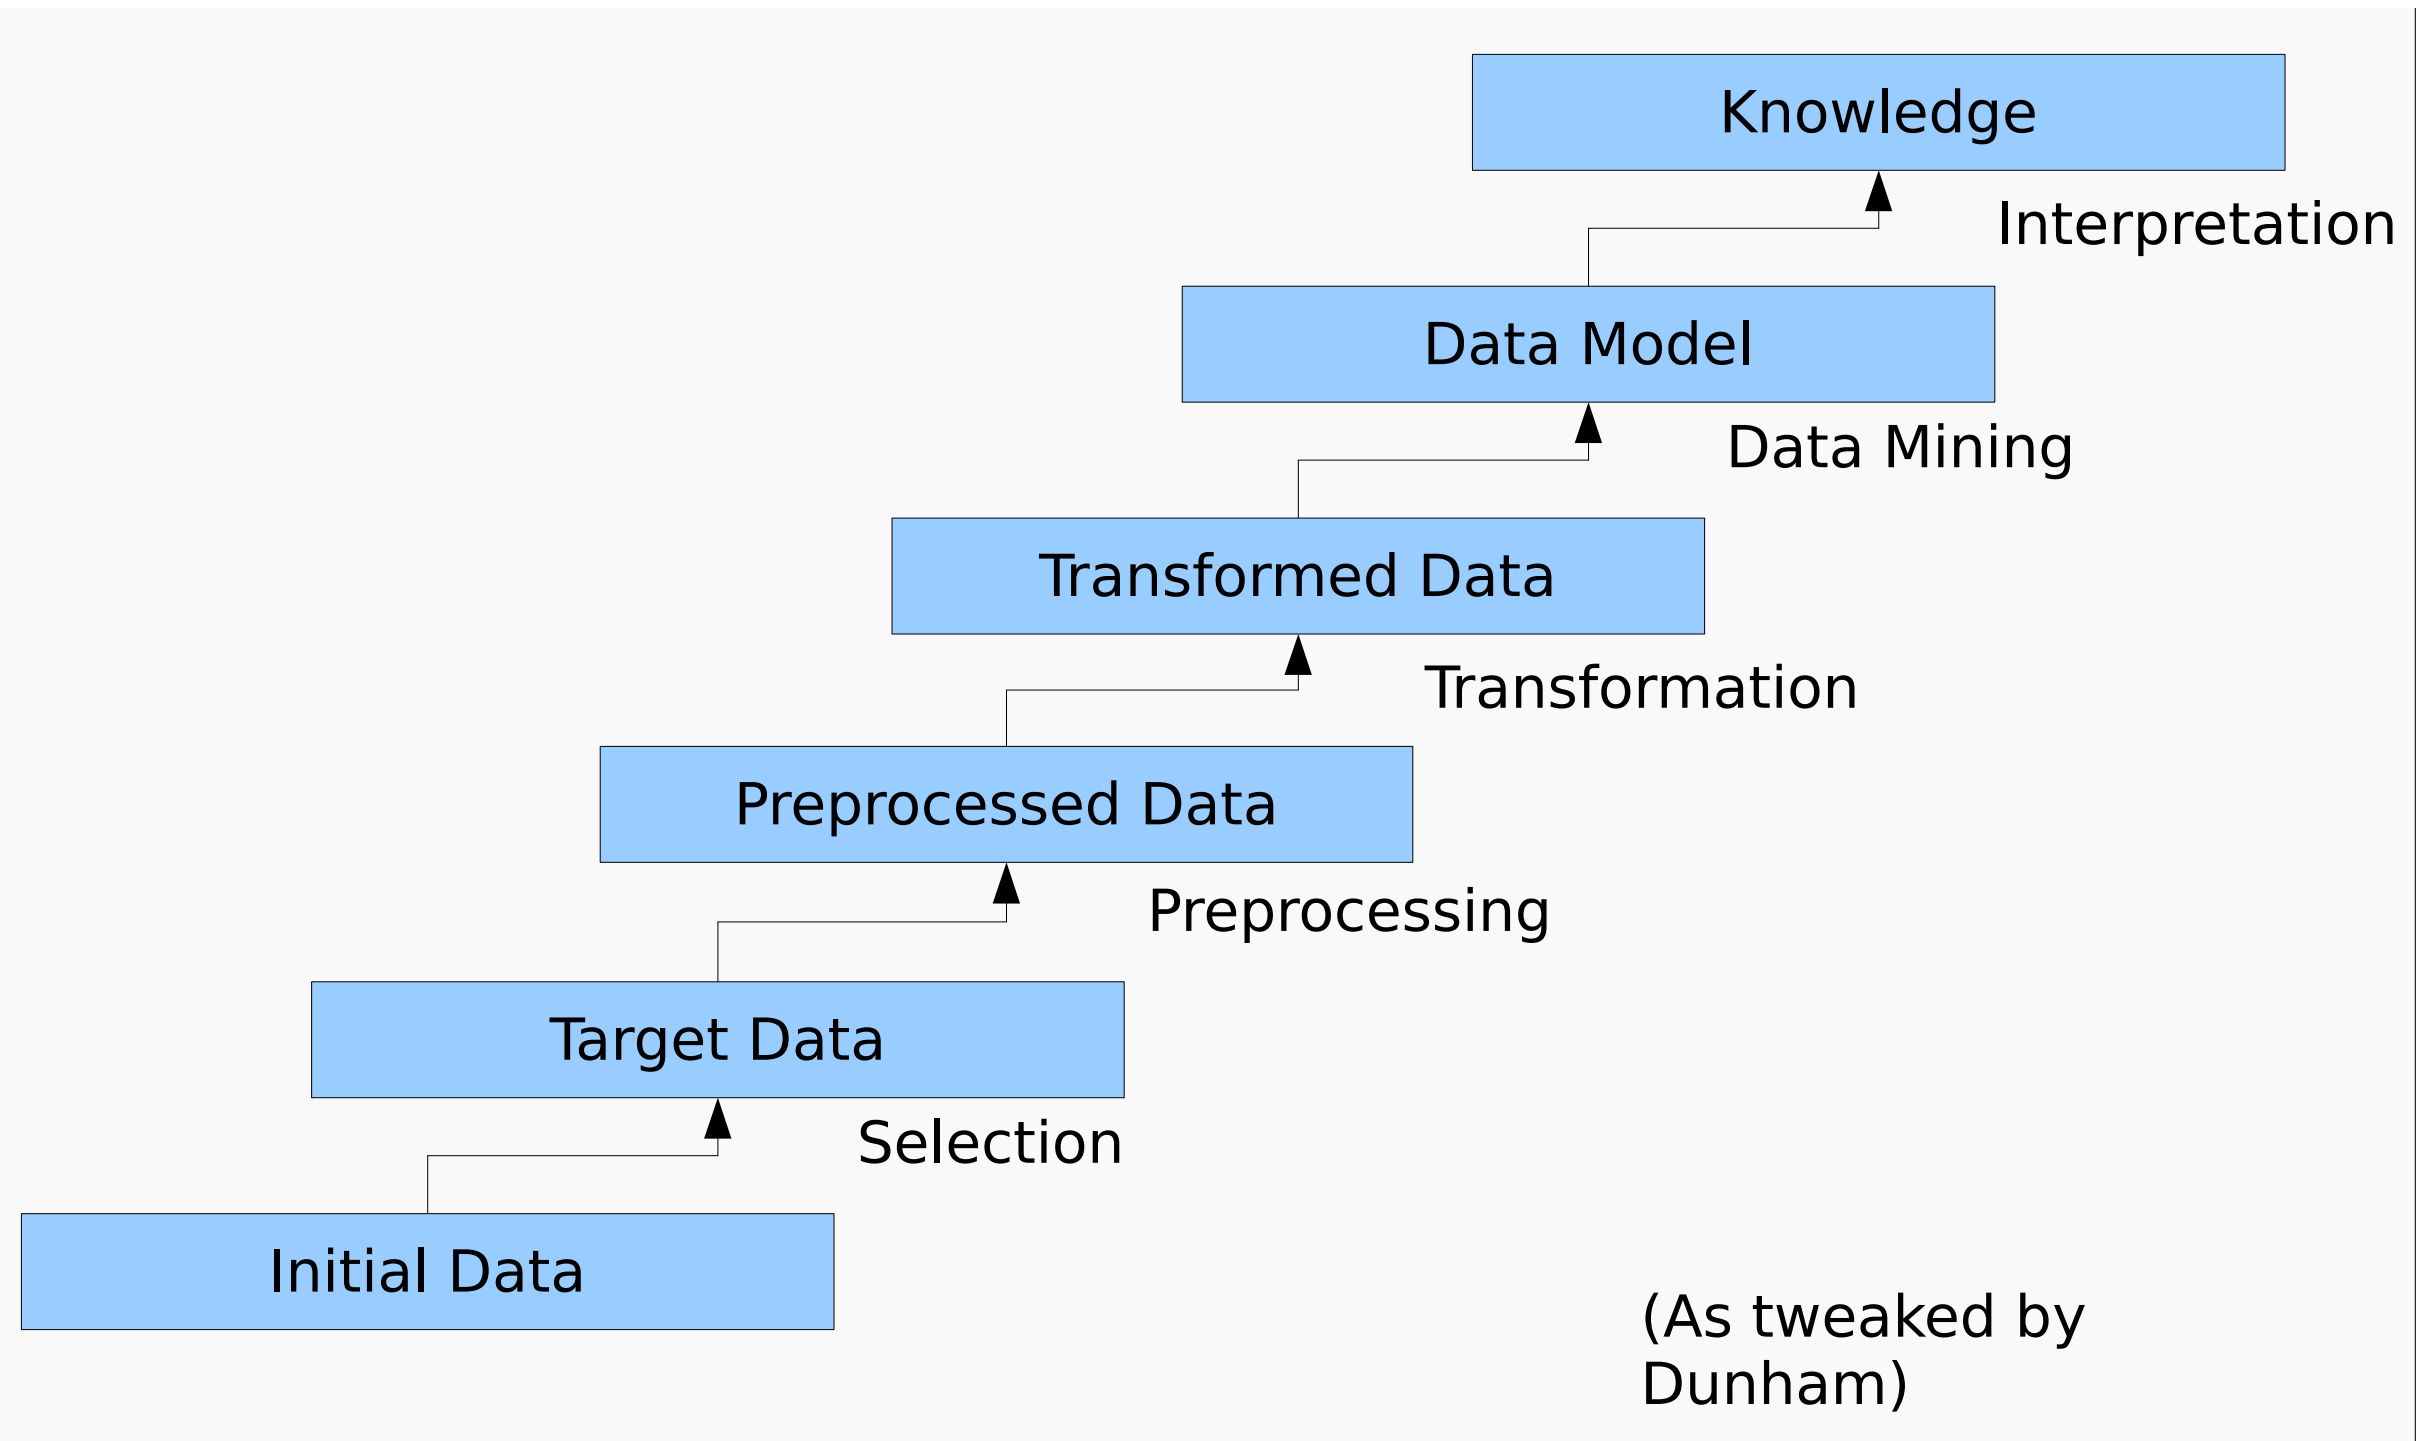 Knowledge
Interpretation
Data Model
Data Mining
Transformed Data
Transformation
Preprocessed Data
Preprocessing
Target Data
Selection
Initial Data
(As tweaked by
Dunham)